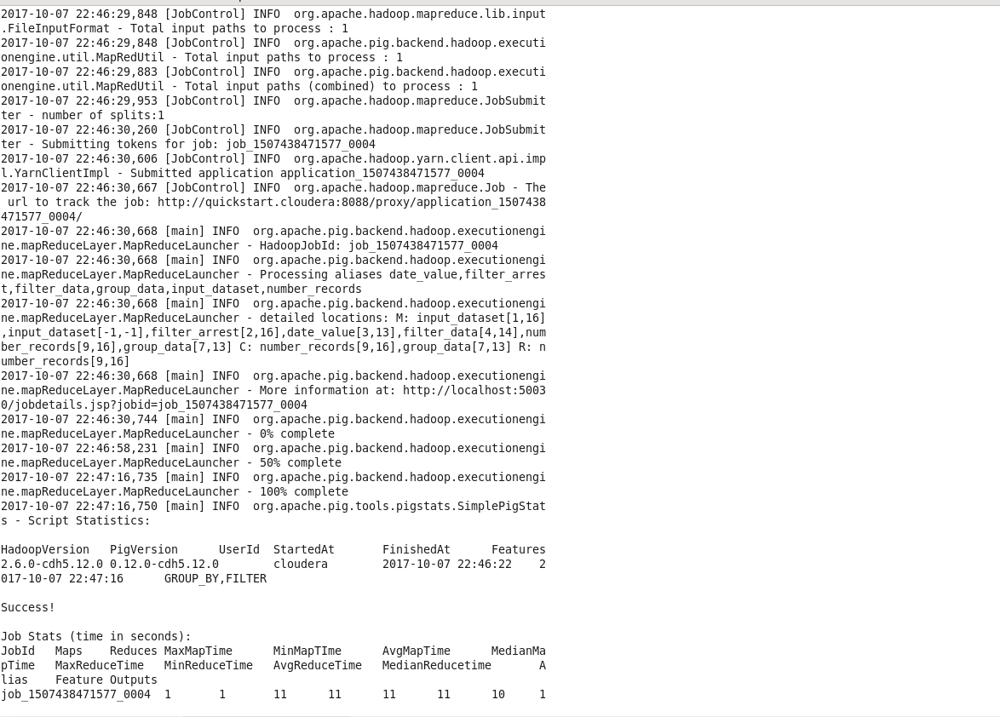 2017-10-07 22:46:29,848 [JobControl] INFO  org.apache.hadoop.mapreduce.lib.input
.FileInputFormat - Total input paths to process : 1
2017-10-07 22:46:29,848 [JobControl] INFO  org.apache.pig.backend.hadoop.executi
onengine.util.MapRedUtil - Total input paths to process : 1
2017-10-07 22:46:29,883 [JobControl] INFO  org.apache.pig.backend.hadoop.executi
onengine.util.MapRedUtil - Total input paths (combined) to process : 1
2017-10-07 22:46:29,953 [JobControl] INFO  org.apache.hadoop.mapreduce.JobSubmit
ter - number of splits:1
2017-10-07 22:46:30,260 [JobControl] INFO  org.apache.hadoop.mapreduce.JobSubmit
ter - Submitting tokens for job: job_1507438471577_0004
2017-10-07 22:46:30,606 [JobControl] INFO  org.apache.hadoop.yarn.client.api.imp
l.YarnClientImpl - Submitted application application_1507438471577_0004
2017-10-07 22:46:30,667 [JobControl] INFO  org.apache.hadoop.mapreduce.Job - The
 url to track the job: http://quickstart.cloudera:8088/proxy/application_1507438
471577_0004/
2017-10-07 22:46:30,668 [main] INFO  org.apache.pig.backend.hadoop.executionengi
ne.mapReduceLayer.MapReduceLauncher - HadoopJobId: job_1507438471577_0004
2017-10-07 22:46:30,668 [main] INFO  org.apache.pig.backend.hadoop.executionengi
ne.mapReduceLayer.MapReduceLauncher - Processing aliases date_value,filter_arres
t,filter_data,group_data,input_dataset,number_records
2017-10-07 22:46:30,668 [main] INFO  org.apache.pig.backend.hadoop.executionengi
ne.mapReduceLayer.MapReduceLauncher - detailed locations: M: input_dataset[1,16]
,input_dataset[-1,-1],filter_arrest[2,16],date_value[3,13],filter_data[4,14],num
ber_records[9,16],group_data[7,13] C: number_records[9,16],group_data[7,13] R: n
umber_records[9,16]
2017-10-07 22:46:30,668 [main] INFO  org.apache.pig.backend.hadoop.executionengi
ne.mapReduceLayer.MapReduceLauncher - More information at: http://localhost:5003
0/jobdetails.jsp?jobid=job_1507438471577_0004
2017-10-07 22:46:30,744 [main] INFO  org.apache.pig.backend.hadoop.executionengi
ne.mapReduceLayer.MapReduceLauncher - 0% complete
2017-10-07 22:46:58,231 [main] INFO  org.apache.pig.backend.hadoop.executionengi
ne.mapReduceLayer.MapReduceLauncher - 50% complete
2017-10-07 22:47:16,735 [main] INFO  org.apache.pig.backend.hadoop.executionengi
ne.mapReduceLayer.MapReduceLauncher - 100% complete
2017-10-07 22:47:16,750 [main] INFO  org.apache.pig.tools.pigstats.SimplePigStat
s - Script Statistics:

HadoopVersion   PigVersion      UserId  StartedAt       FinishedAt      Features
2.6.0-cdh5.12.0 0.12.0-cdh5.12.0        cloudera        2017-10-07 22:46:22    2
017-10-07 22:47:16      GROUP_BY,FILTER

Success!

Job Stats (time in seconds):
JobId   Maps    Reduces MaxMapTime      MinMapTIme      AvgMapTime      MedianMa
pTime   MaxReduceTime   MinReduceTime   AvgReduceTime   MedianReducetime       A
lias    Feature Outputs
job_1507438471577_0004  1       1       11      11      11      11      10     1